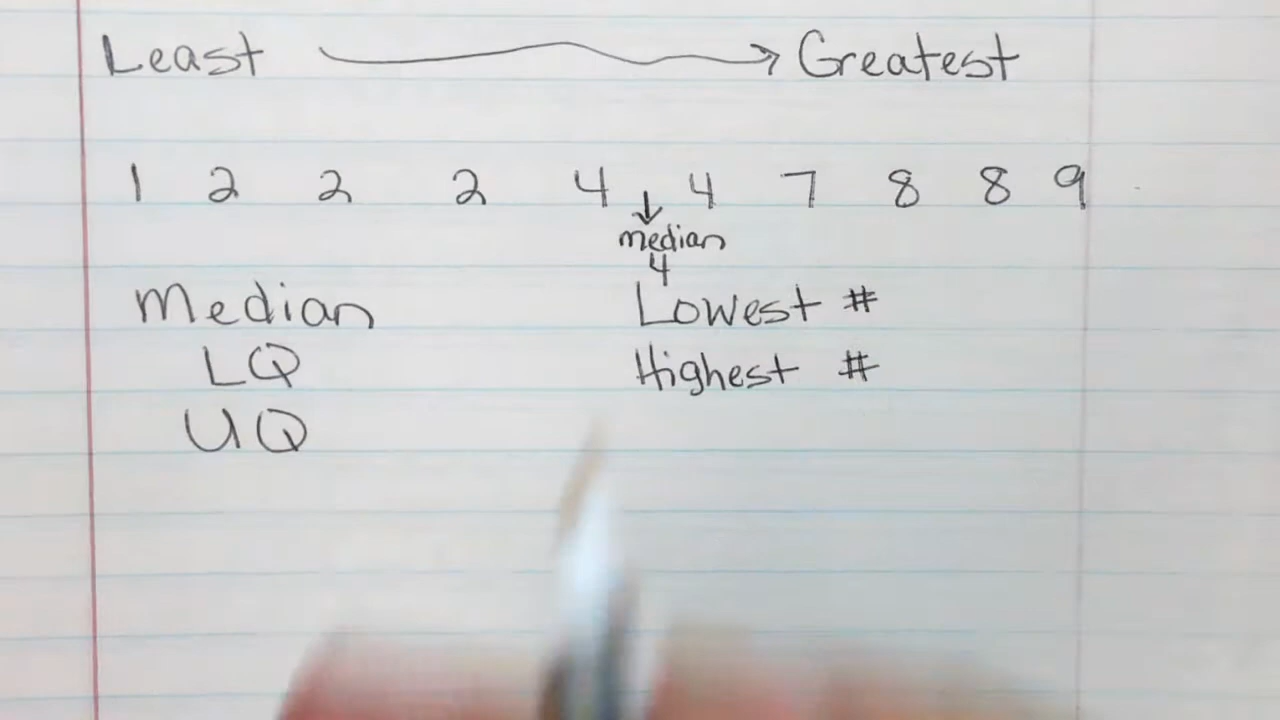 Least → Greatest
1 2 2 2 4 4 7 8 8 9
↓
median
4
Median Lowest #
LQ Highest #
UQ